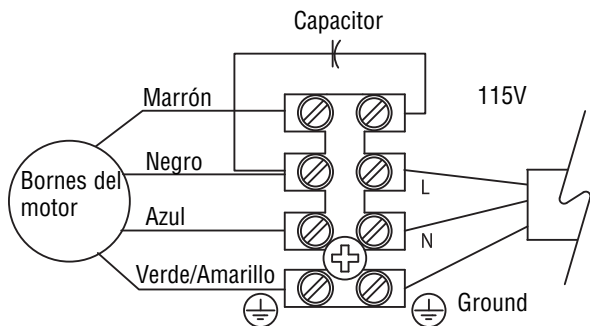 Capacitor
Marrón
115V
Negro
Bornes del
motor
L
Azul
N
Verde/Amarillo
Ground